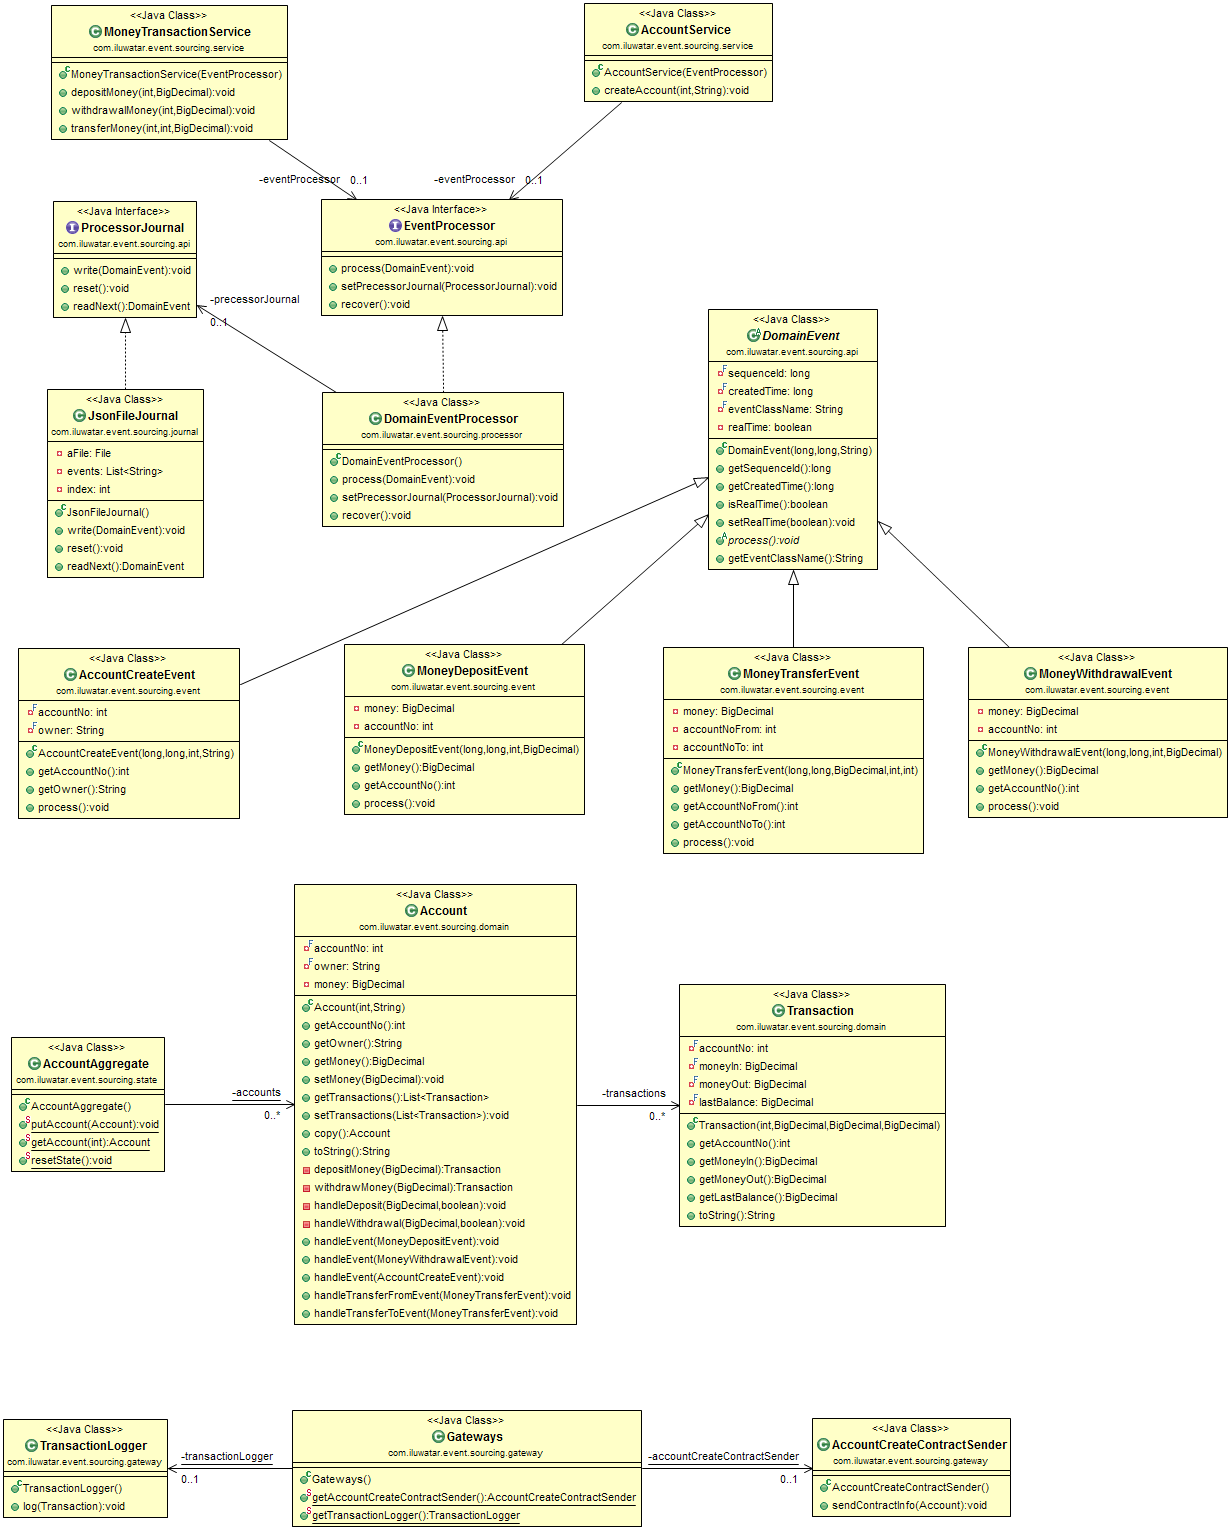 <<Java Class>>
MoneyTransactionService
com.iluwatar.event.sourcing.service
MoneyTransactionService(EventProcessor)
depositMoney(int,BigDecimal):void
withdrawalMoney(int,BigDecimal):void
transferMoney(int,int,BigDecimal):void
<<Java Class>>
AccountService
com.iluwatar.event.sourcing.service
AccountService(EventProcessor)
createAccount(int,String):void
-eventProcessor 0..1
-eventProcessor 0..1
<<Java Interface>>
ProcessorJournal
com.iluwatar.event.sourcing.api
write(DomainEvent):void
reset():void
readNext():DomainEvent
<<Java Interface>>
EventProcessor
com.iluwatar.event.sourcing.api
process(DomainEvent):void
setPrecessorJournal(ProcessorJournal):void
recover():void
-precessorJournal
0..1
<<Java Class>>
DomainEvent
com.iluwatar.event.sourcing.api
sequenceId: long
createdTime: long
eventClassName: String
realTime: boolean
DomainEvent(long,long,String)
getSequenceId():long
getCreatedTime():long
isRealTime():boolean
setRealTime(boolean):void
process():void
getEventClassName():String
<<Java Class>>
JsonFileJournal
com.iluwatar.event.sourcing.journal
aFile: File
events: List<String>
index: int
JsonFileJournal()
write(DomainEvent):void
reset():void
readNext():DomainEvent
<<Java Class>>
DomainEventProcessor
com.iluwatar.event.sourcing.processor
DomainEventProcessor()
process(DomainEvent):void
setPrecessorJournal(ProcessorJournal):void
recover():void
<<Java Class>>
AccountCreateEvent
com.iluwatar.event.sourcing.event
accountNo: int
owner: String
AccountCreateEvent(long,long,int,String)
getAccountNo():int
getOwner():String
process():void
<<Java Class>>
MoneyDepositEvent
com.iluwatar.event.sourcing.event
money: BigDecimal
accountNo: int
MoneyDepositEvent(long,long,int,BigDecimal)
getMoney():BigDecimal
getAccountNo():int
process():void
<<Java Class>>
MoneyTransferEvent
com.iluwatar.event.sourcing.event
money: BigDecimal
accountNoFrom: int
accountNoTo: int
MoneyTransferEvent(long,long,BigDecimal,int,int)
getMoney():BigDecimal
getAccountNoFrom():int
getAccountNoTo():int
process():void
<<Java Class>>
MoneyWithdrawalEvent
com.iluwatar.event.sourcing.event
money: BigDecimal
accountNo: int
MoneyWithdrawalEvent(long,long,int,BigDecimal)
getMoney():BigDecimal
getAccountNo():int
process():void
<<Java Class>>
AccountAggregate
com.iluwatar.event.sourcing.state
AccountAggregate()
putAccount(Account):void
getAccount(int):Account
resetState():void
-accounts
0..*
<<Java Class>>
Account
com.iluwatar.event.sourcing.domain
accountNo: int
owner: String
money: BigDecimal
Account(int,String)
getAccountNo():int
getOwner():String
getMoney():BigDecimal
setMoney(BigDecimal):void
getTransactions():List<Transaction>
setTransactions(List<Transaction>):void
copy():Account
toString():String
depositMoney(BigDecimal):Transaction
withdrawMoney(BigDecimal):Transaction
handleDeposit(BigDecimal,boolean):void
handleWithdrawal(BigDecimal,boolean):void
handleEvent(MoneyDepositEvent):void
handleEvent(MoneyWithdrawalEvent):void
handleEvent(AccountCreateEvent):void
handleTransferFromEvent(MoneyTransferEvent):void
handleTransferToEvent(MoneyTransferEvent):void
-transactions
0..*
<<Java Class>>
Transaction
com.iluwatar.event.sourcing.domain
accountNo: int
moneyIn: BigDecimal
moneyOut: BigDecimal
lastBalance: BigDecimal
Transaction(int,BigDecimal,BigDecimal,BigDecimal)
getAccountNo():int
getMoneyIn():BigDecimal
getMoneyOut():BigDecimal
getLastBalance():BigDecimal
toString():String
<<Java Class>>
TransactionLogger
com.iluwatar.event.sourcing.gateway
TransactionLogger()
log(Transaction):void
-transactionLogger
0..1
<<Java Class>>
Gateways
com.iluwatar.event.sourcing.gateway
Gateways()
getAccountCreateContractSender():AccountCreateContractSender
getTransactionLogger():TransactionLogger
-accountCreateContractSender
0..1
<<Java Class>>
AccountCreateContractSender
com.iluwatar.event.sourcing.gateway
AccountCreateContractSender()
sendContractInfo(Account):void